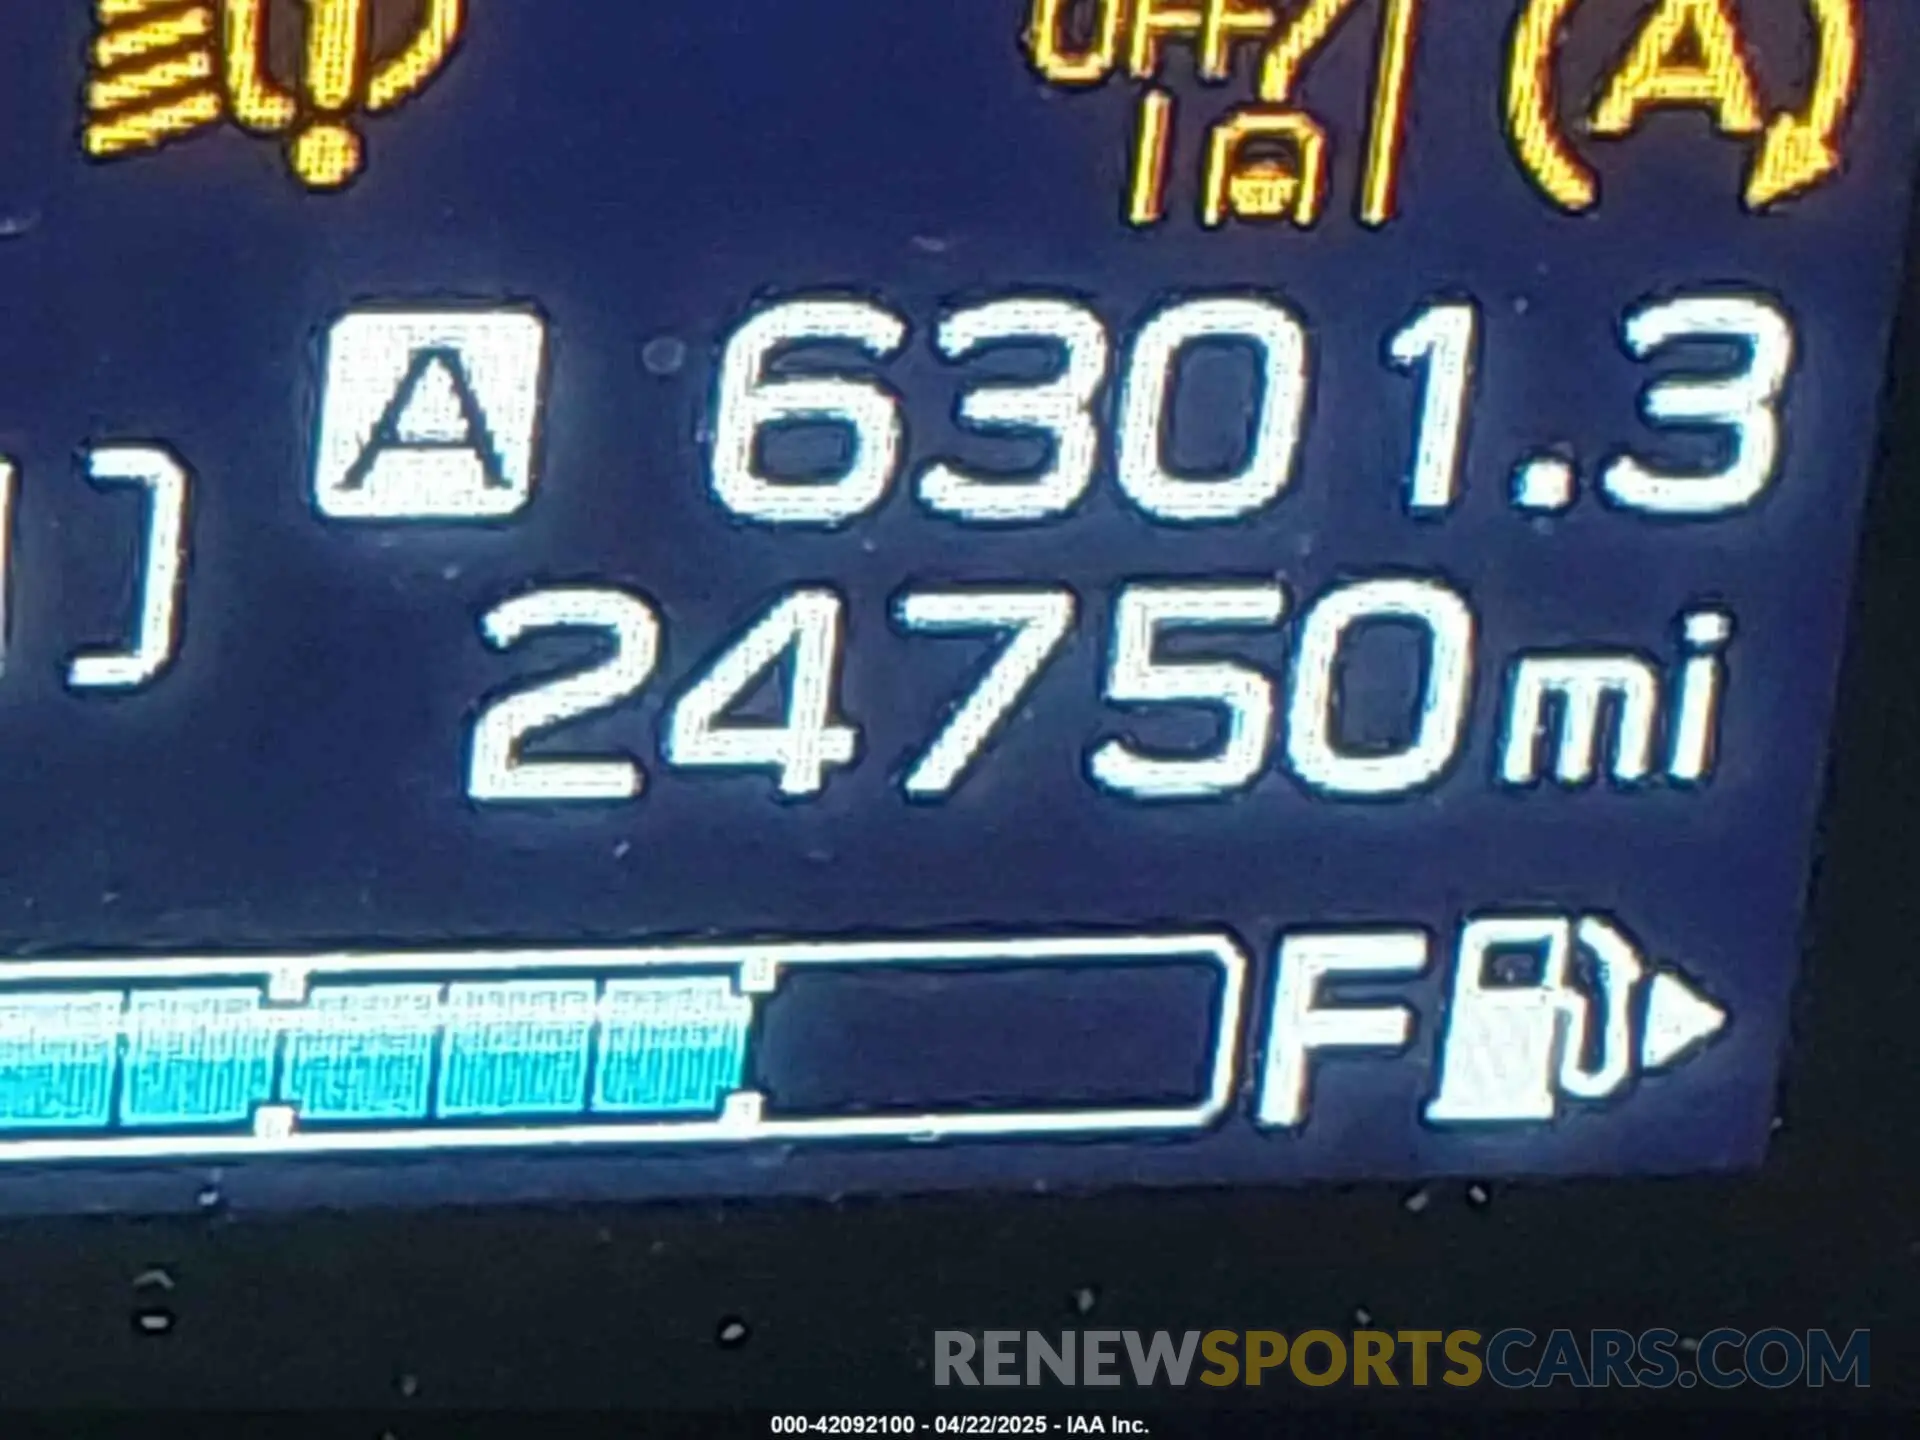 OFF
(A)
A 6301.3
24750mi
F
RENEWSPORTSCARS.COM
000-42092100 - 04/22/2025 - IAA Inc.